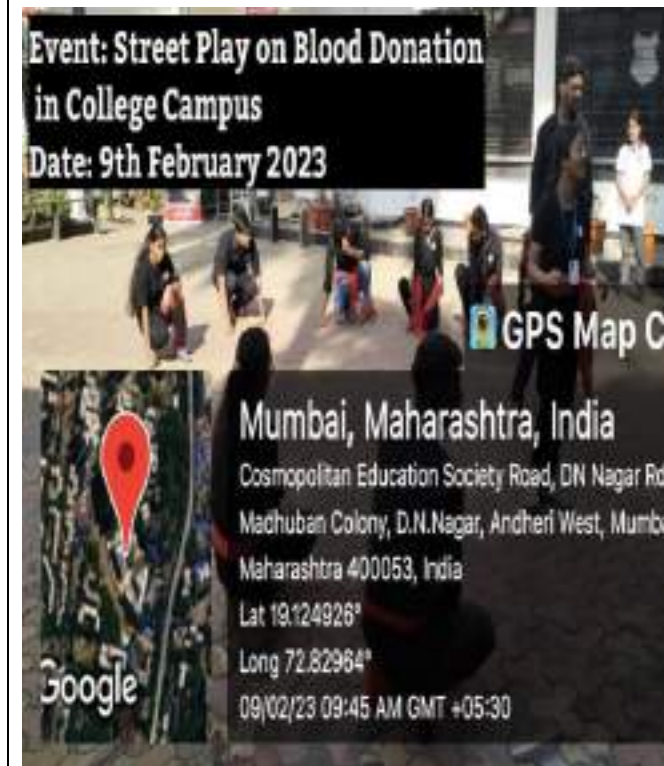 Event: Street Play on Blood Donation
in College Campus
Date: 9th February 2023
GPS Map C
Mumbai, Maharashtra, India
Cosmopolitan Education Society Road, DN Nagar Rd
Madhuban Colony, D.N.Nagar, Andheri West, Mumba
Maharashtra 400053, India
Lat 19.124926°
Long 72.82964°
09/02/23 09:45 AM GMT +05:30
Google